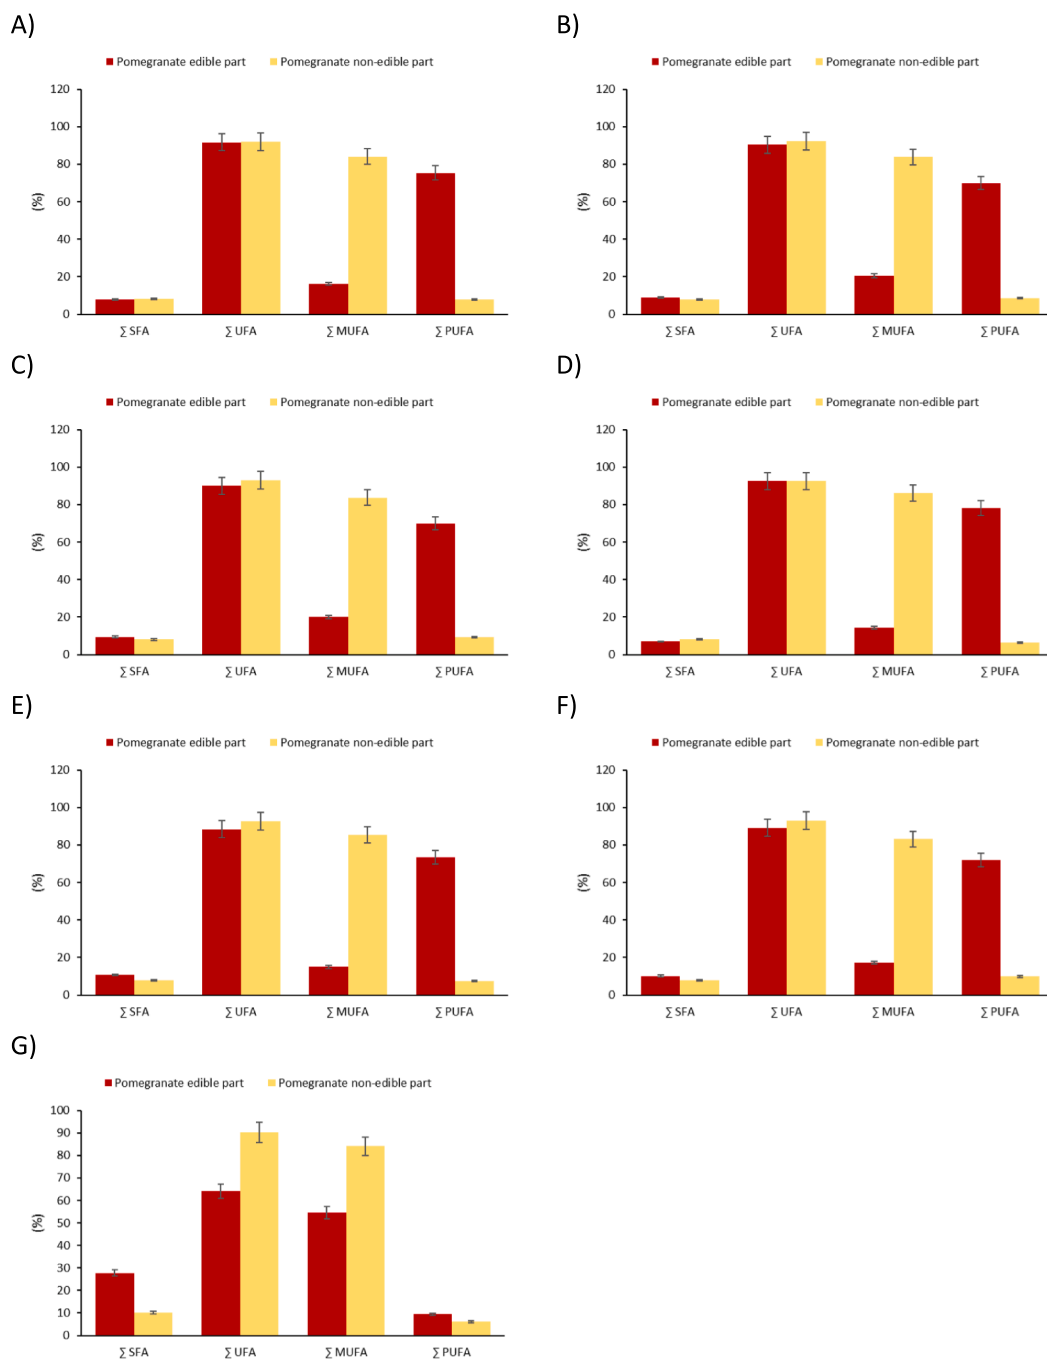 A)
Pomegranate edible part Pomegranate non-edible part
120
100
80
60
40
20
0
(%)
∑ SFA ∑ UFA ∑ MUFA ∑ PUFA
B)
Pomegranate edible part Pomegranate non-edible part
120
100
80
60
40
20
0
(%)
∑ SFA ∑ UFA ∑ MUFA ∑ PUFA
C)
Pomegranate edible part Pomegranate non-edible part
120
100
80
60
40
20
0
(%)
∑ SFA ∑ UFA ∑ MUFA ∑ PUFA
D)
Pomegranate edible part Pomegranate non-edible part
120
100
80
60
40
20
0
(%)
∑ SFA ∑ UFA ∑ MUFA ∑ PUFA
E)
Pomegranate edible part Pomegranate non-edible part
120
100
80
60
40
20
0
(%)
∑ SFA ∑ UFA ∑ MUFA ∑ PUFA
F)
Pomegranate edible part Pomegranate non-edible part
120
100
80
60
40
20
0
(%)
∑ SFA ∑ UFA ∑ MUFA ∑ PUFA
G)
Pomegranate edible part Pomegranate non-edible part
100
90
80
70
60
50
40
30
20
10
0
(%)
∑ SFA ∑ UFA ∑ MUFA ∑ PUFA